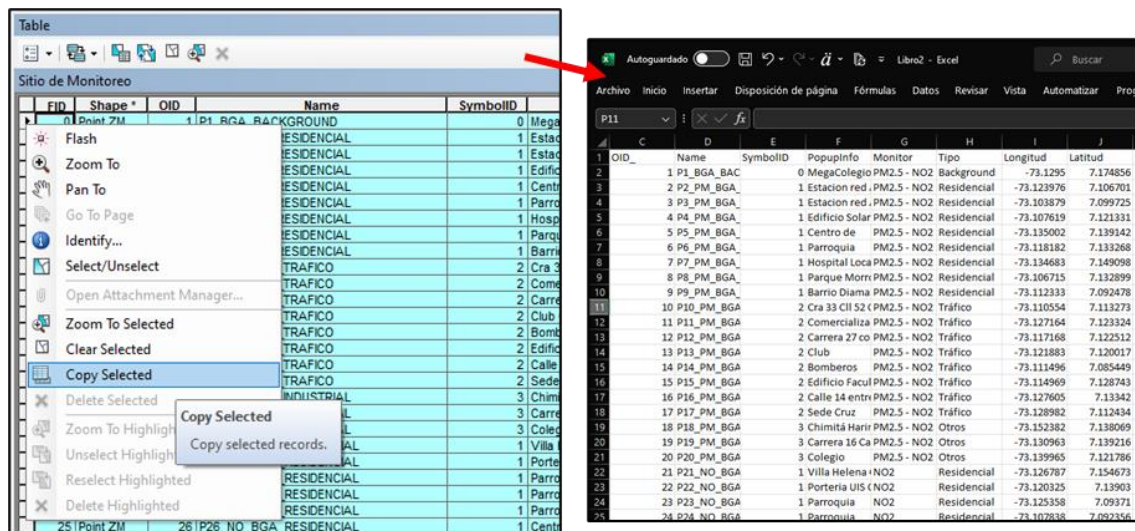 Table
Sitio de Monitoreo
FID Shape * OID Name SymbolID
0 Point ZM 1 P1_BGA_BACKGROUND 0 Mega
RESIDENCIAL 1 Estac
Flash
RESIDENCIAL 1 Estac
RESIDENCIAL 1 Edific
Zoom To
RESIDENCIAL 1 Centr
Pan To
RESIDENCIAL 1 Parro
RESIDENCIAL 1 Hosp
Go To Page
RESIDENCIAL 1 Parqu
Identify...
RESIDENCIAL 1 Barri
TRAFICO 2 Cra 3
Select/Unselect
TRAFICO 2 Come
Open Attachment Manager...
TRAFICO 2 Carre
TRAFICO 2 Club
Zoom To Selected
TRAFICO 2 Bomb
Clear Selected
TRAFICO 2 Edific
TRAFICO 2 Calle
Copy Selected
TRAFICO 2 Sede
Delete Selected
INDUSTRIAL 3 Chimi
3 Carre
Zoom To Highligh
3 Coleg
Unselect Highligh
1 Villa
1 Porte
Reselect Highlighted
RESIDENCIAL 1 Parro
RESIDENCIAL 1 Parro
Delete Highlighted
RESIDENCIAL 1 Parro
25 Point ZM 26 P26_NO_BGA_RESIDENCIAL 1 Centr
Copy Selected
Copy selected records.
Autoguardado Libro2 - Excel Buscar
Archivo Inicio Insertar Disposición de página Fórmulas Datos Revisar Vista Automatizar Prog
P11 fx
C D E F G H I J
1 OID_ Name SymbolID PopupInfo Monitor Tipo Longitud Latitud
2 1 P1_BGA_BAC 0 MegaColegio PM2.5 - NO2 Background -73.1295 7.174856
3 2 P2_PM_BGA_ 1 Estacion red PM2.5 - NO2 Residencial -73.123976 7.106701
4 3 P3_PM_BGA_ 1 Estacion red PM2.5 - NO2 Residencial -73.103879 7.099725
5 4 P4_PM_BGA_ 1 Edificio Solar PM2.5 - NO2 Residencial -73.107619 7.121331
6 5 P5_PM_BGA_ 1 Centro de PM2.5 - NO2 Residencial -73.135002 7.139142
7 6 P6_PM_BGA_ 1 Parroquia PM2.5 - NO2 Residencial -73.118182 7.133268
8 7 P7_PM_BGA_ 1 Hospital Loca PM2.5 - NO2 Residencial -73.134683 7.149098
9 8 P8_PM_BGA_ 1 Parque Morr PM2.5 - NO2 Residencial -73.106715 7.132899
10 9 P9_PM_BGA_ 1 Barrio Diama PM2.5 - NO2 Residencial -73.112333 7.092478
11 10 P10_PM_BGA 2 Cra 33 Cll 52 ( PM2.5 - NO2 Tráfico -73.110554 7.113273
12 11 P11_PM_BGA 2 Comercializa PM2.5 - NO2 Tráfico -73.127164 7.123324
13 12 P12_PM_BGA 2 Carrera 27 co PM2.5 - NO2 Tráfico -73.117168 7.122512
14 13 P13_PM_BGA 2 Club PM2.5 - NO2 Tráfico -73.121883 7.120017
15 14 P14_PM_BGA 2 Bomberos PM2.5 - NO2 Tráfico -73.111496 7.085449
16 15 P15_PM_BGA 2 Edificio Facul PM2.5 - NO2 Tráfico -73.114969 7.128743
17 16 P16_PM_BGA 2 Calle 14 entre PM2.5 - NO2 Tráfico -73.127605 7.13342
18 17 P17_PM_BGA 2 Sede Cruz PM2.5 - NO2 Tráfico -73.128982 7.112434
19 18 P18_PM_BGA 3 Chimitá Harin PM2.5 - NO2 Otros -73.152382 7.138069
20 19 P19_PM_BGA 3 Carrera 16 Ca PM2.5 - NO2 Otros -73.130963 7.139216
21 20 P20_PM_BGA 3 Colegio PM2.5 - NO2 Otros -73.139965 7.121786
22 21 P21_NO_BGA 1 Villa Helena NO2 Residencial -73.126787 7.154673
23 22 P22_NO_BGA 1 Porteria UIS ( NO2 Residencial -73.120325 7.13903
24 23 P23_NO_BGA 1 Parroquia NO2 Residencial -73.125358 7.09371
25 24 P24_NO_BGA 1 Parroquia NO2 Residencial -73.107838 7.092356